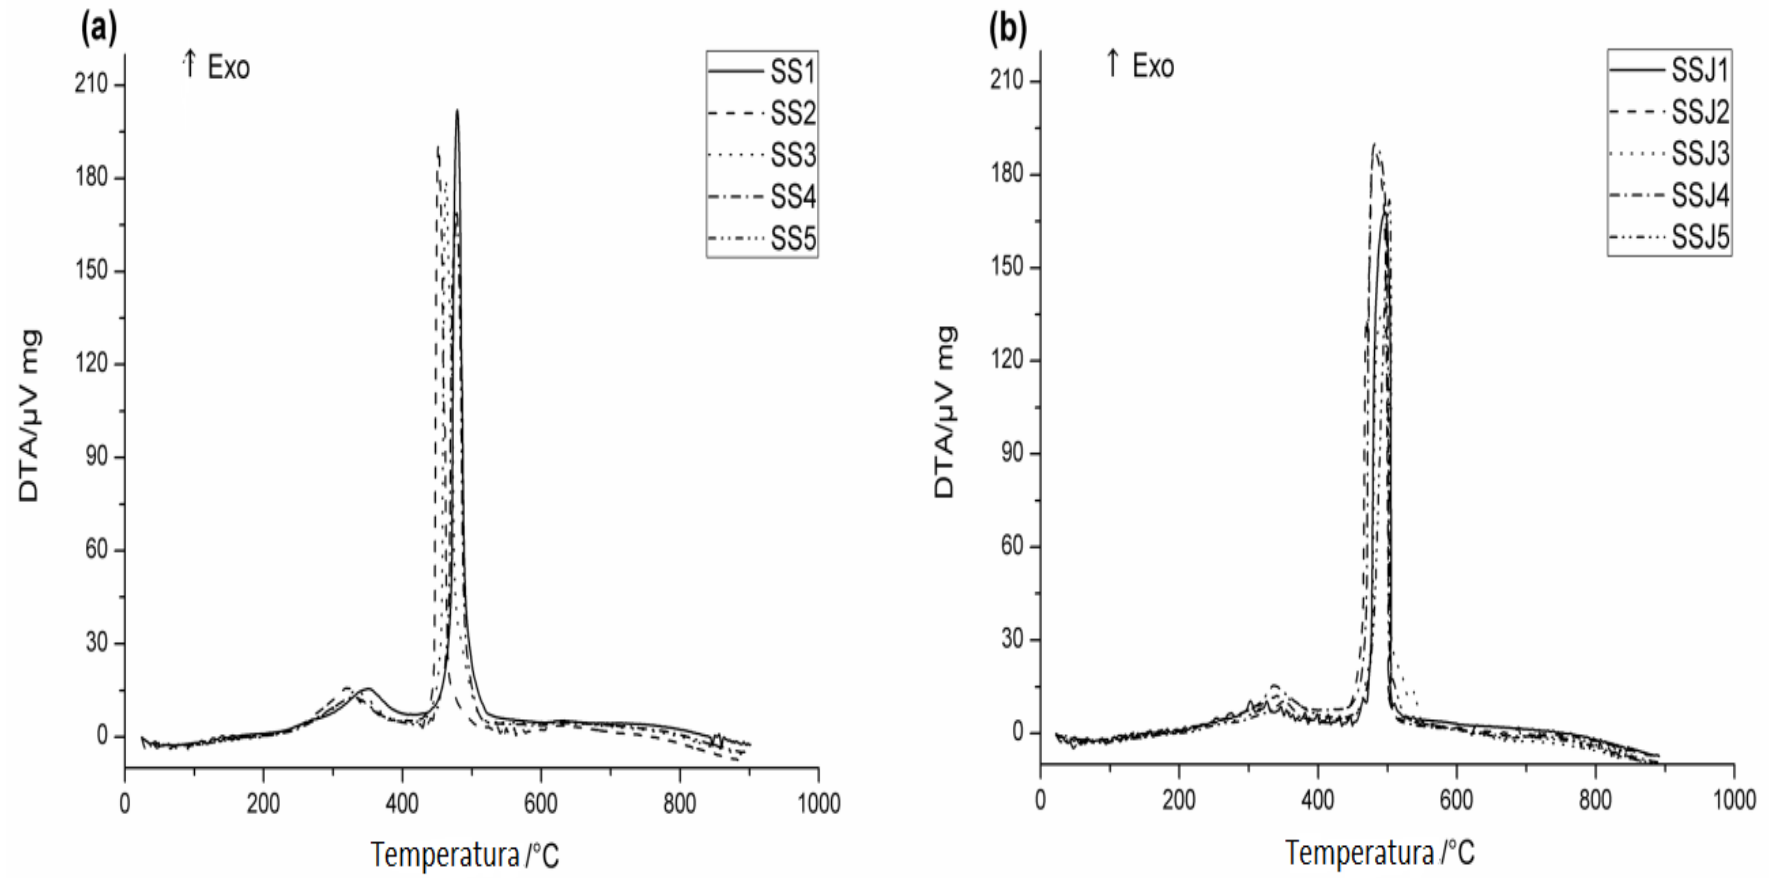 (a)
↑ Exo
SS1
SS2
SS3
SS4
SS5
210
180
150
120
90
60
30
0
DTA/µV mg
0 200 400 600 800 1000
Temperatura /°C
(b)
↑ Exo
SSJ1
SSJ2
SSJ3
SSJ4
SSJ5
210
180
150
120
90
60
30
0
DTA/µV mg
0 200 400 600 800 1000
Temperatura /°C